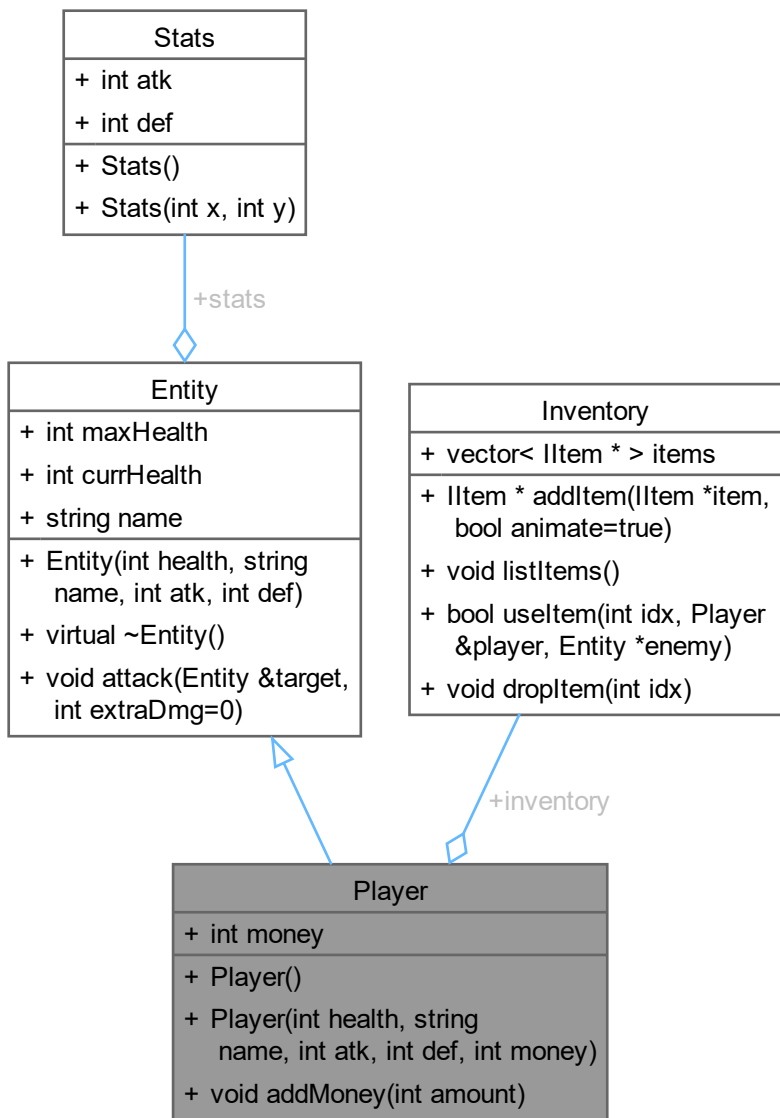 Stats
+ int atk
+ int def
+ Stats()
+ Stats(int x, int y)
+stats
Entity
+ int maxHealth
+ int currHealth
+ string name
+ Entity(int health, string
name, int atk, int def)
+ virtual ~Entity()
+ void attack(Entity &target,
int extraDmg=0)
Inventory
+ vector< IItem * > items
+ IItem * addItem(IItem *item,
bool animate=true)
+ void listItems()
+ bool useItem(int idx, Player
&player, Entity *enemy)
+ void dropItem(int idx)
+inventory
Player
+ int money
+ Player()
+ Player(int health, string
name, int atk, int def, int money)
+ void addMoney(int amount)